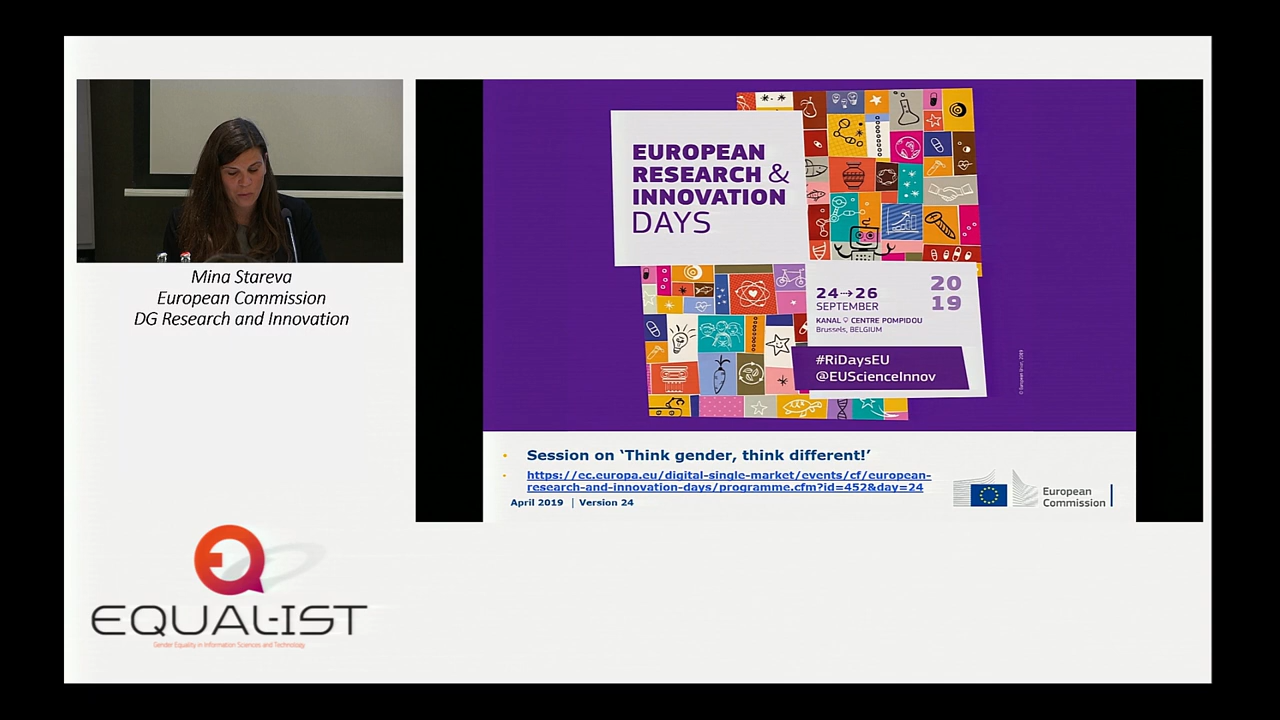 Mina Stareva
European Commission
DG Research and Innovation
EQUAL-IST
Gender Equality in Information Sciences and Technology
EUROPEAN
RESEARCH &
INNOVATION
DAYS
24⇢26
SEPTEMBER
20
19
KANAL CENTRE POMPIDOU
Brussels, BELGIUM
#RiDaysEU
@EUScienceInnov
© European Union, 2019
Session on ‘Think gender, think different!’
https://ec.europa.eu/digital-single-market/events/cf/european-
research-and-innovation-days/programme.cfm?id=452&day=24
April 2019 | Version 24
European
Commission